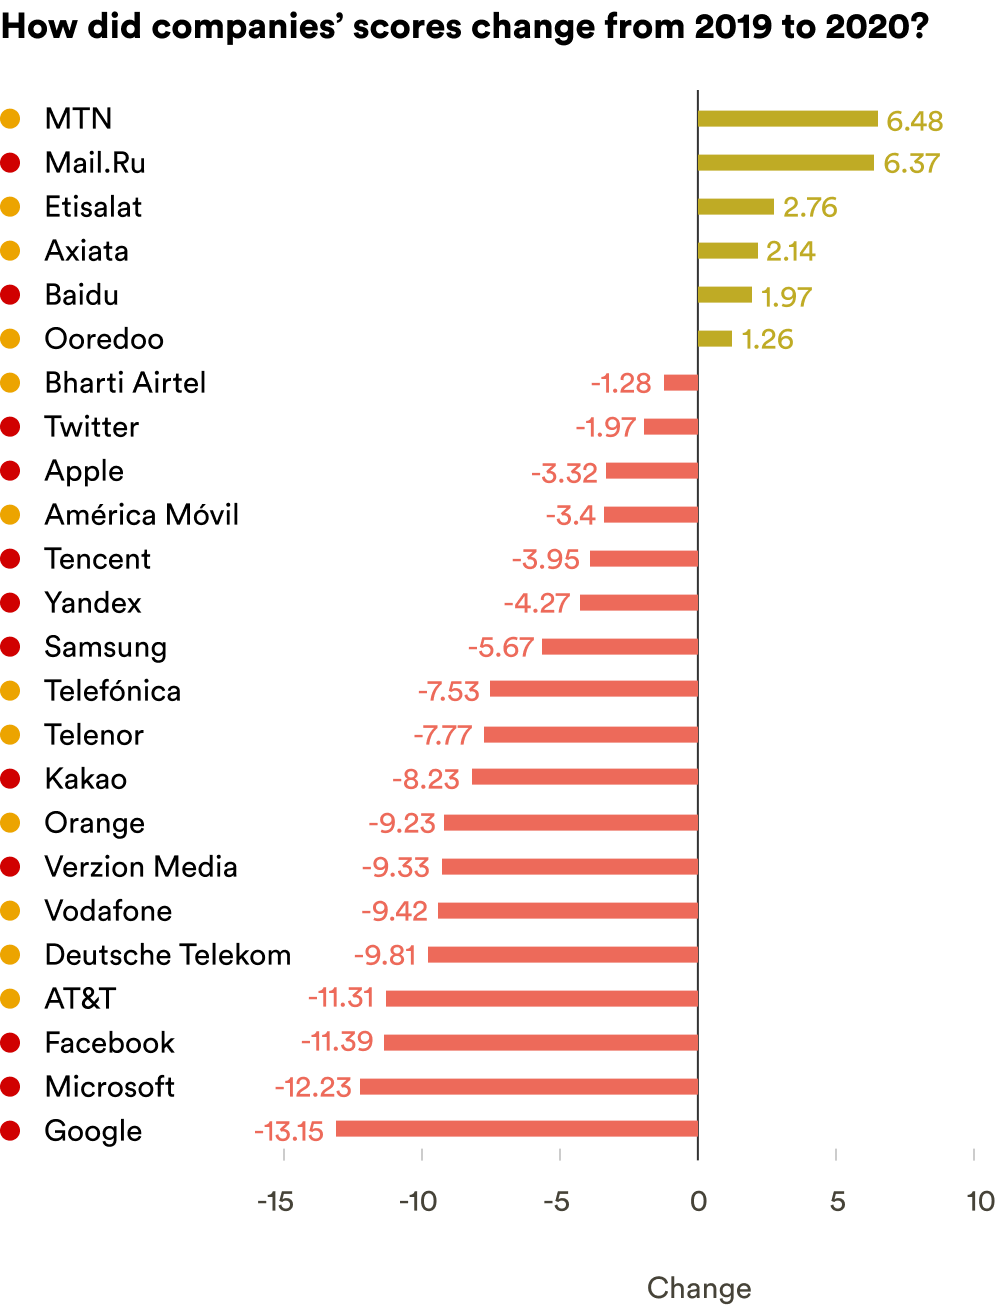 How did companies’ scores change from 2019 to 2020?
MTN 6.48
Mail.Ru 6.37
Etisalat 2.76
Axiata 2.14
Baidu 1.97
Ooredoo 1.26
Bharti Airtel -1.28
Twitter -1.97
Apple -3.32
América Móvil -3.4
Tencent -3.95
Yandex -4.27
Samsung -5.67
Telefónica -7.53
Telenor -7.77
Kakao -8.23
Orange -9.23
Verzion Media -9.33
Vodafone -9.42
Deutsche Telekom -9.81
AT&T -11.31
Facebook -11.39
Microsoft -12.23
Google -13.15
-15 -10 -5 0 5 10
Change